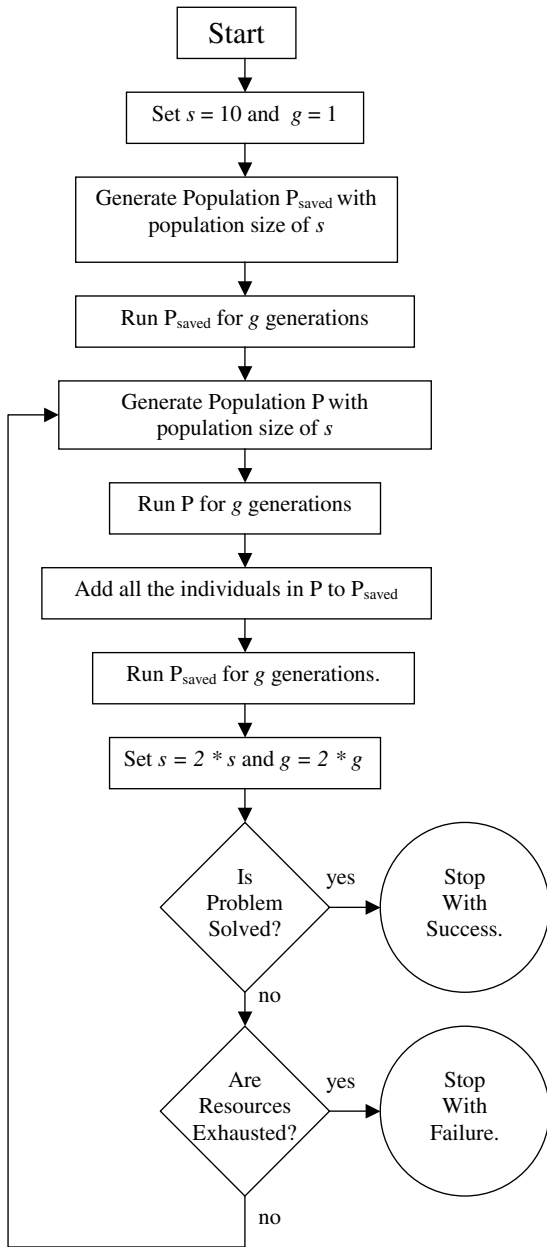 Start
Set s = 10 and g = 1
Generate Population Psaved with
population size of s
Run Psaved for g generations
Generate Population P with
population size of s
Run P for g generations
Add all the individuals in P to Psaved
Run Psaved for g generations.
Set s = 2 * s and g = 2 * g
Is
Problem
Solved?
yes
Stop
With
Success.
no
Are
Resources
Exhausted?
yes
Stop
With
Failure.
no